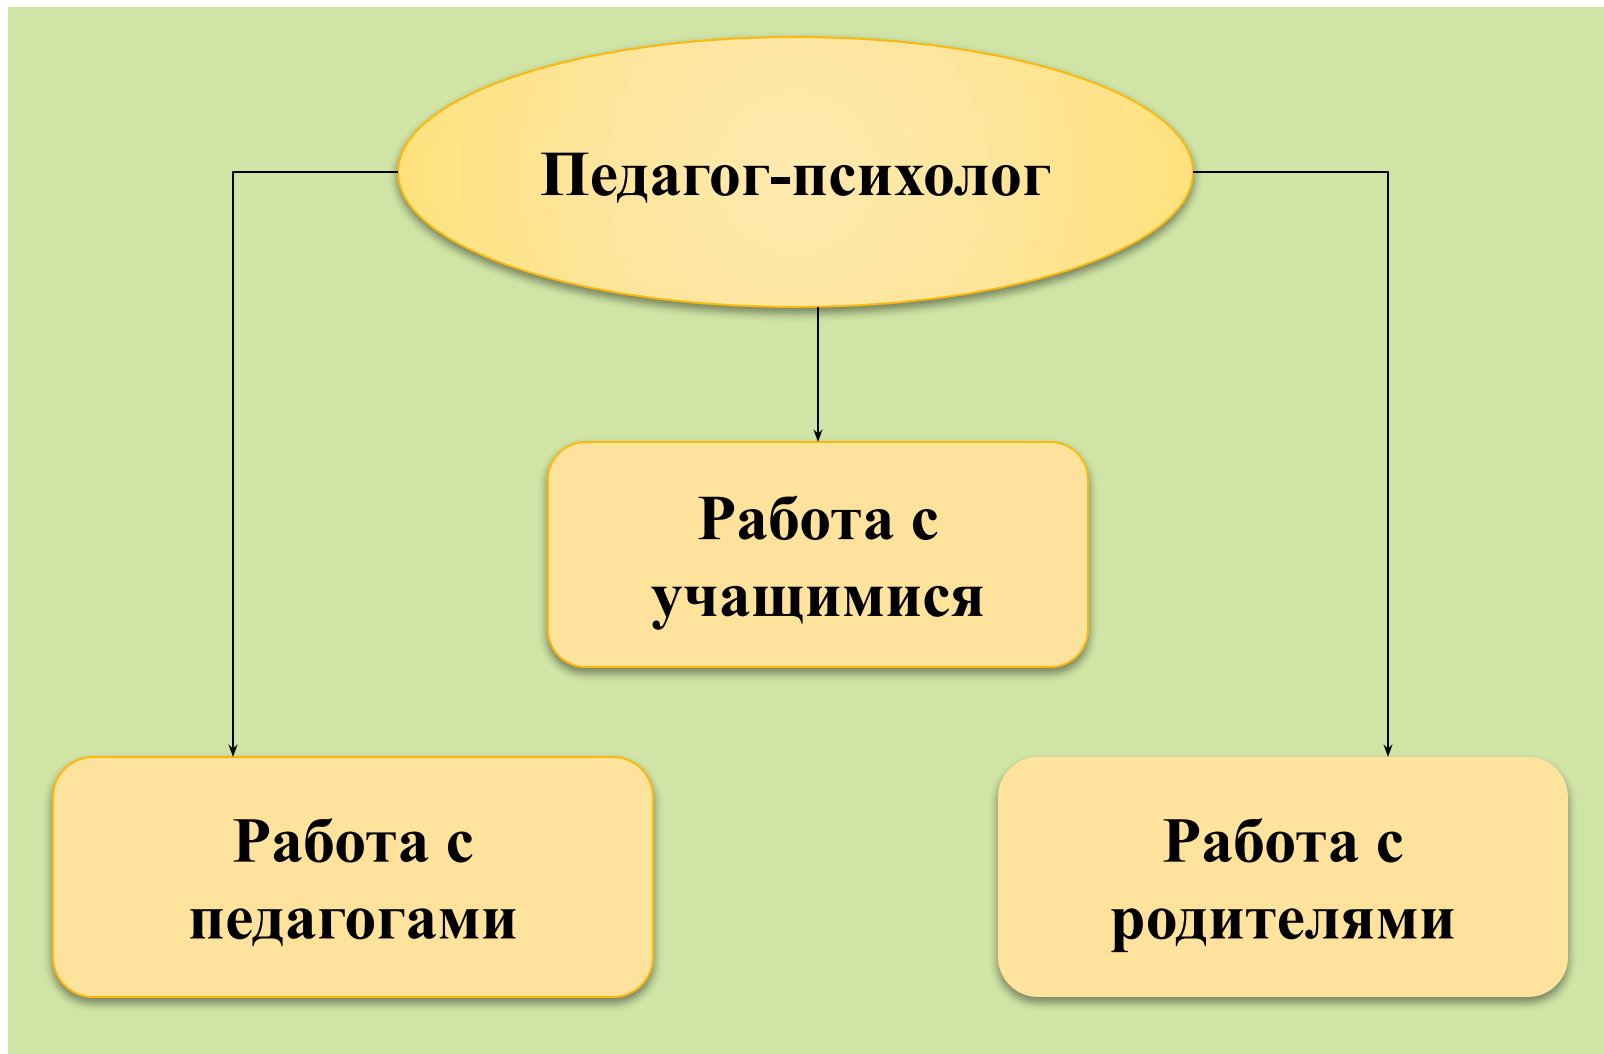 Педагог-психолог
Работа с
учащимися
Работа с
педагогами
Работа с
родителями